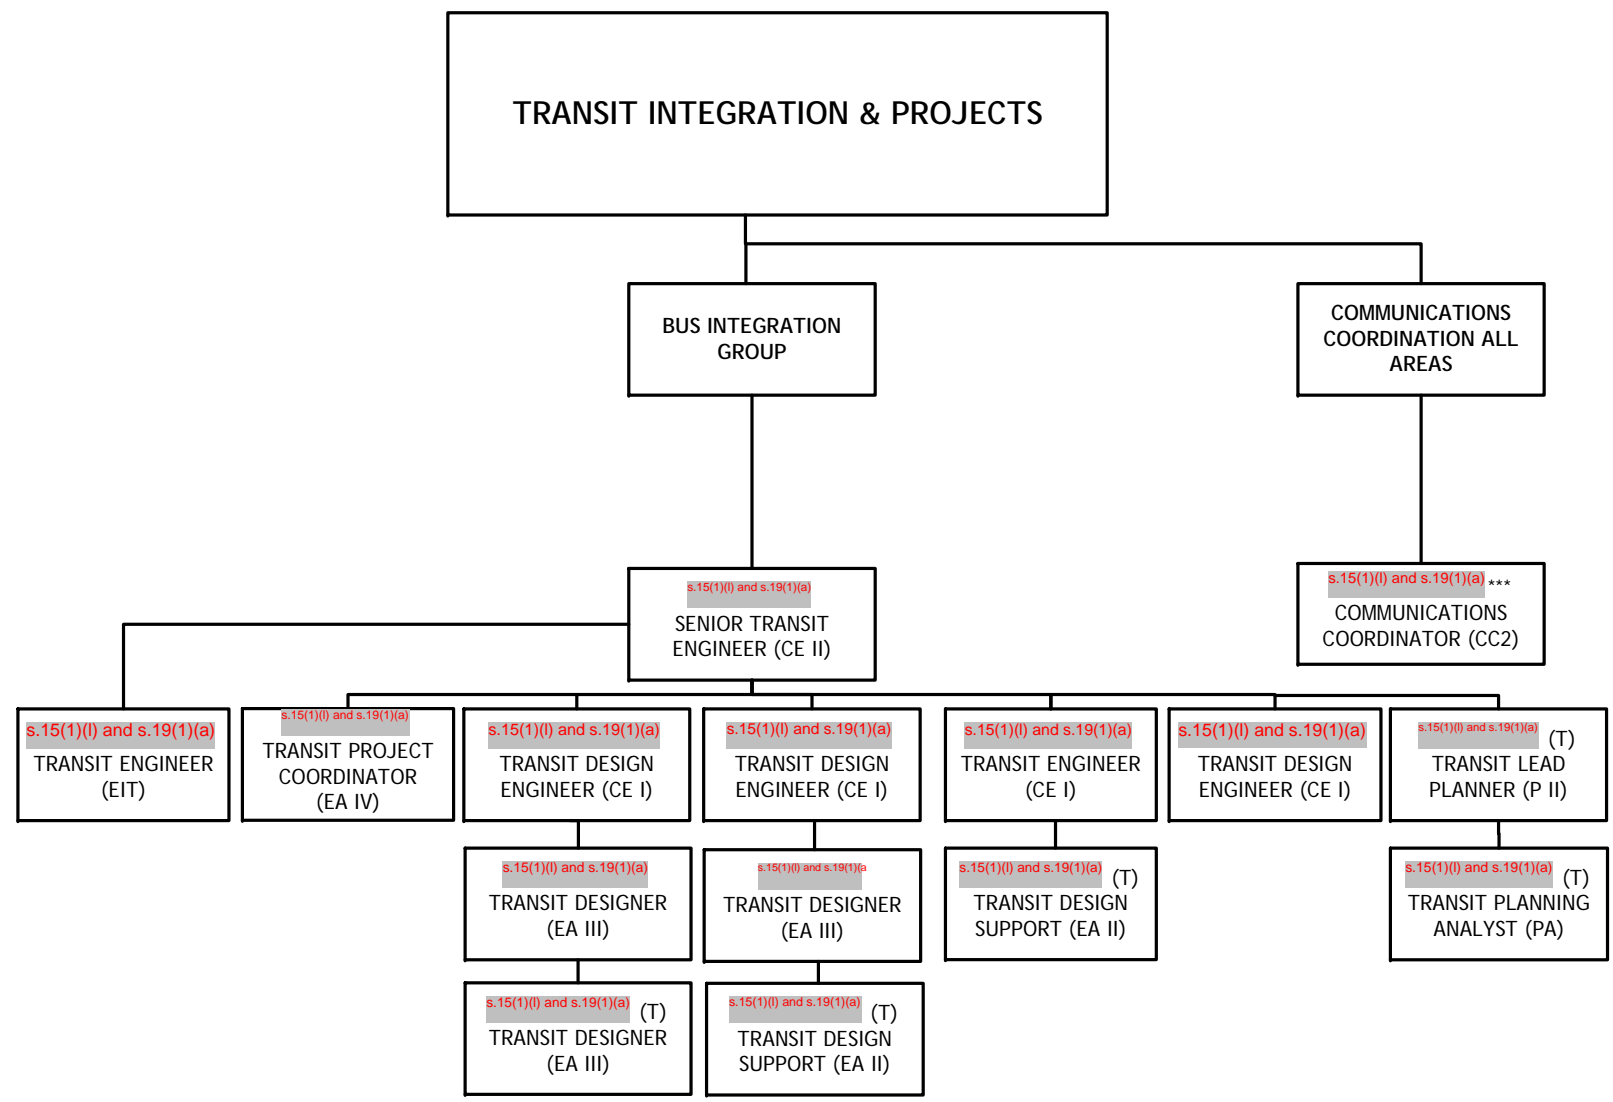 TRANSIT INTEGRATION & PROJECTS
BUS INTEGRATION
GROUP
COMMUNICATIONS
COORDINATION ALL
AREAS
s.15(1)(l) and s.19(1)(a)
SENIOR TRANSIT
ENGINEER (CE II)
s.15(1)(l) and s.19(1)(a) ***
COMMUNICATIONS
COORDINATOR (CC2)
s.15(1)(l) and s.19(1)(a)
TRANSIT ENGINEER
(EIT)
s.15(1)(l) and s.19(1)(a)
TRANSIT PROJECT
COORDINATOR
(EA IV)
s.15(1)(l) and s.19(1)(a)
TRANSIT DESIGN
ENGINEER (CE I)
s.15(1)(l) and s.19(1)(a)
TRANSIT DESIGN
ENGINEER (CE I)
s.15(1)(l) and s.19(1)(a)
TRANSIT ENGINEER
(CE I)
s.15(1)(l) and s.19(1)(a)
TRANSIT DESIGN
ENGINEER (CE I)
s.15(1)(l) and s.19(1)(a) (T)
TRANSIT LEAD
PLANNER (P II)
s.15(1)(l) and s.19(1)(a)
TRANSIT DESIGNER
(EA III)
s.15(1)(l) and s.19(1)(a
TRANSIT DESIGNER
(EA III)
s.15(1)(l) and s.19(1)(a) (T)
TRANSIT DESIGN
SUPPORT (EA II)
s.15(1)(l) and s.19(1)(a) (T)
TRANSIT PLANNING
ANALYST (PA)
s.15(1)(l) and s.19(1)(a) (T)
TRANSIT DESIGNER
(EA III)
s.15(1)(l) and s.19(1)(a) (T)
TRANSIT DESIGN
SUPPORT (EA II)